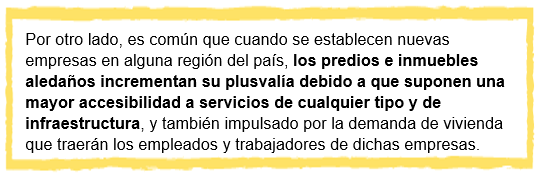 Por otro lado, es común que cuando se establecen nuevas
empresas en alguna región del país, los predios e inmuebles
aledaños incrementan su plusvalía debido a que suponen una
mayor accesibilidad a servicios de cualquier tipo y de
infraestructura, y también impulsado por la demanda de vivienda
que traerán los empleados y trabajadores de dichas empresas.